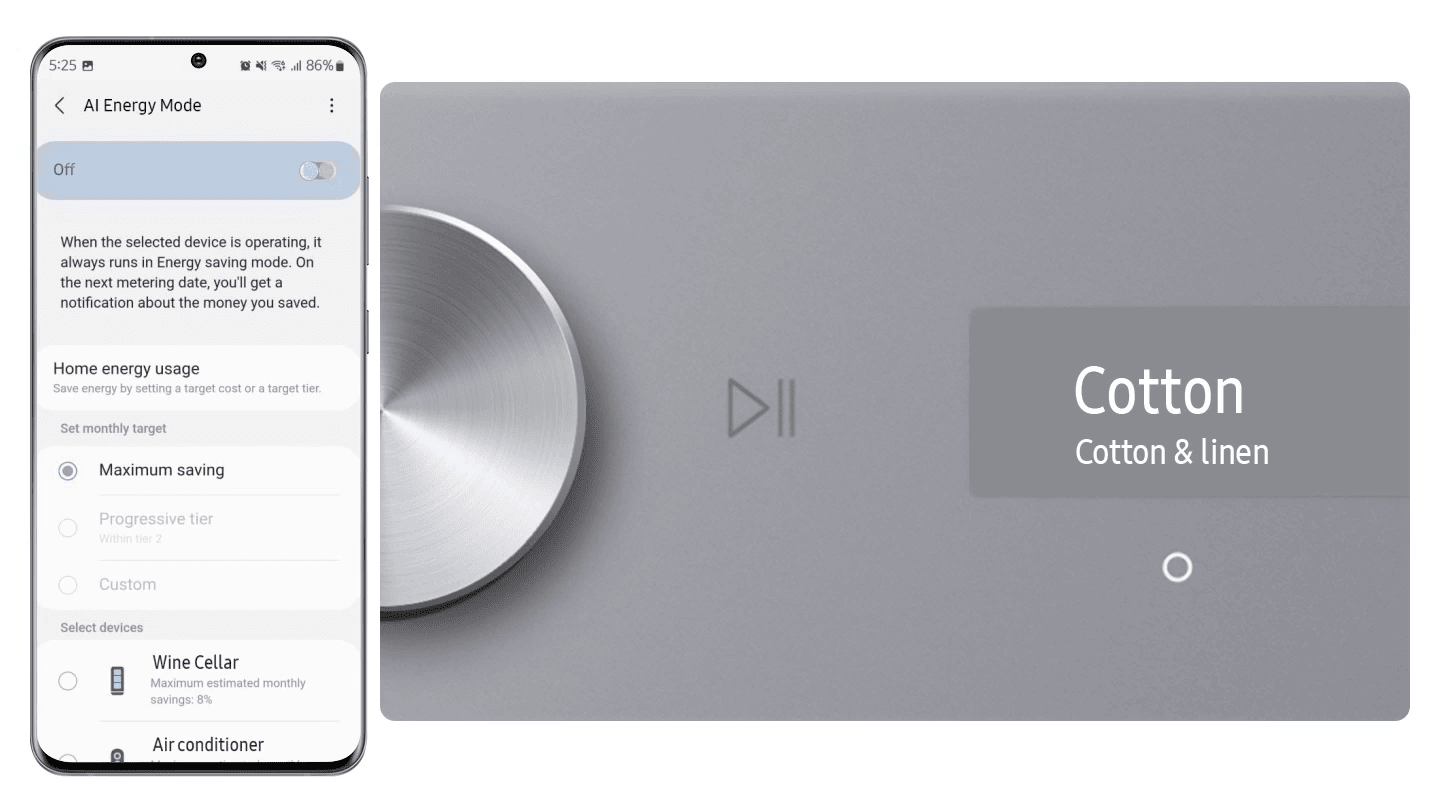 5:25
86%
AI Energy Mode
Off
When the selected device is operating, it
always runs in Energy saving mode. On
the next metering date, you'll get a
notification about the money you saved.
Home energy usage
Save energy by setting a target cost or a target tier.
Set monthly target
Maximum saving
Progressive tier
Within tier 2
Custom
Select devices
Wine Cellar
Maximum estimated monthly
savings: 8%
Air conditioner
Cotton
Cotton & linen